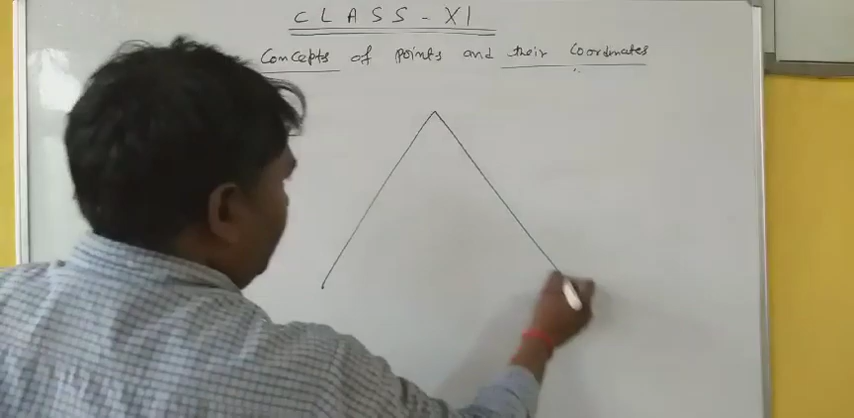 CLASS - XI
Concepts of points and their Coordinates